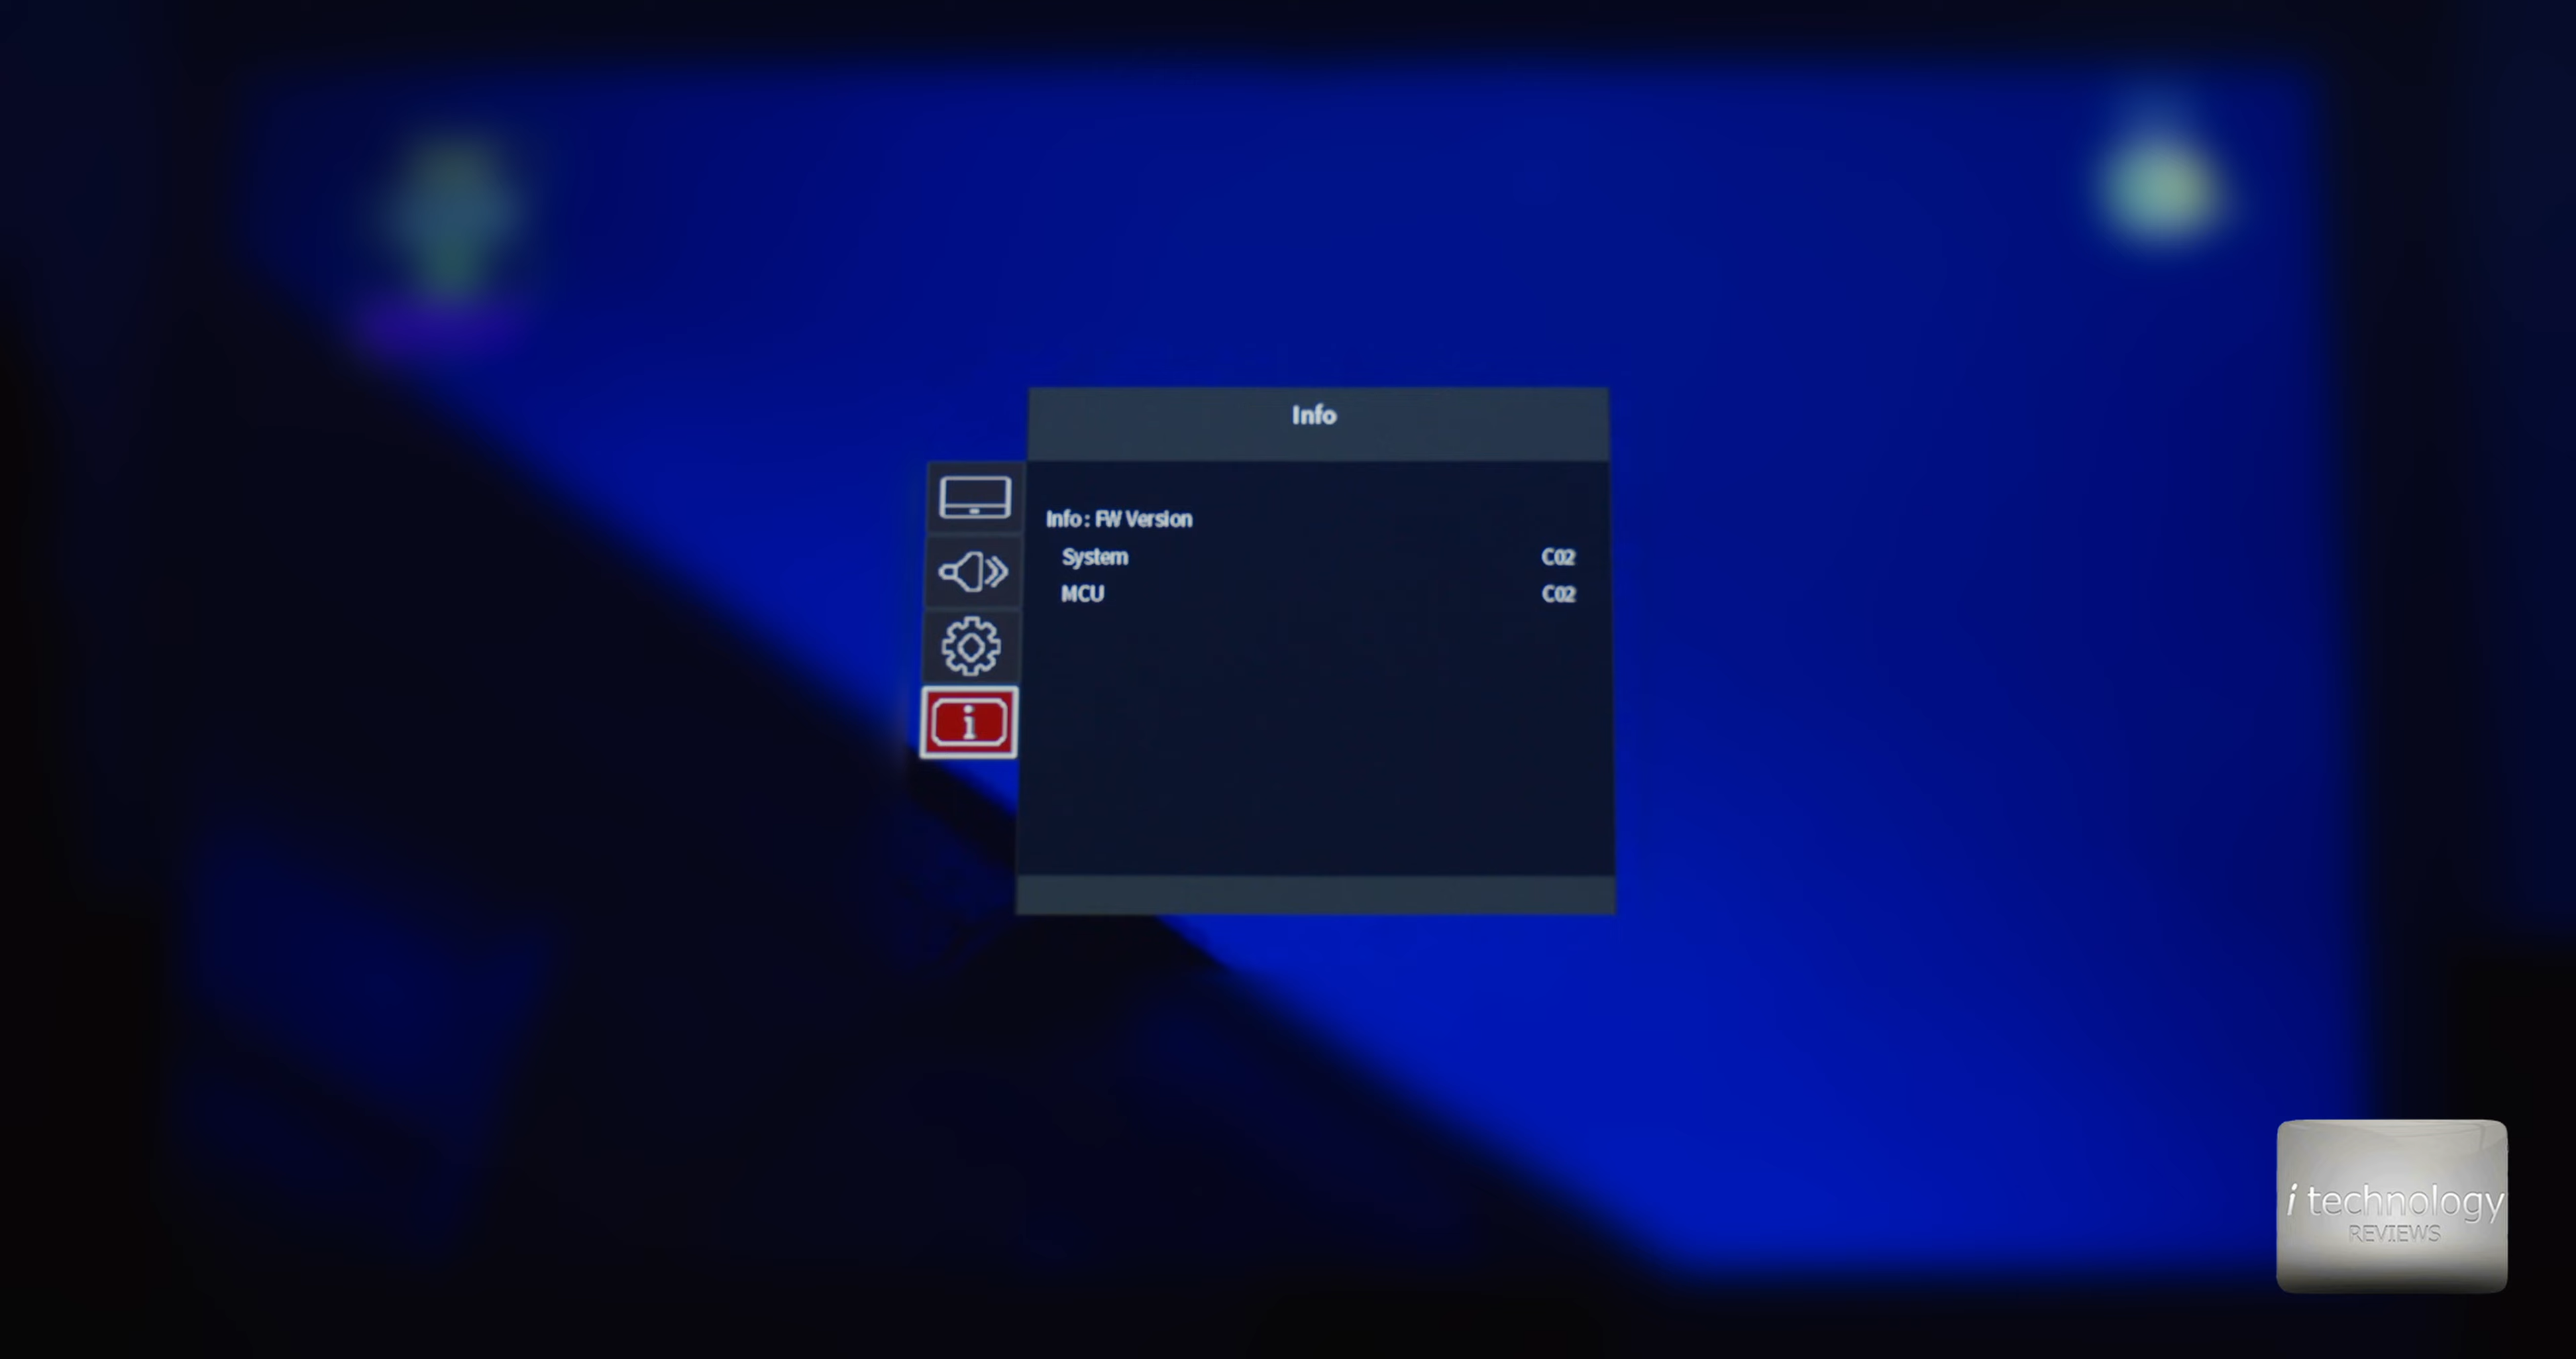 Info
Info : FW Version
System C02
MCU C02
i technology
REVIEWS